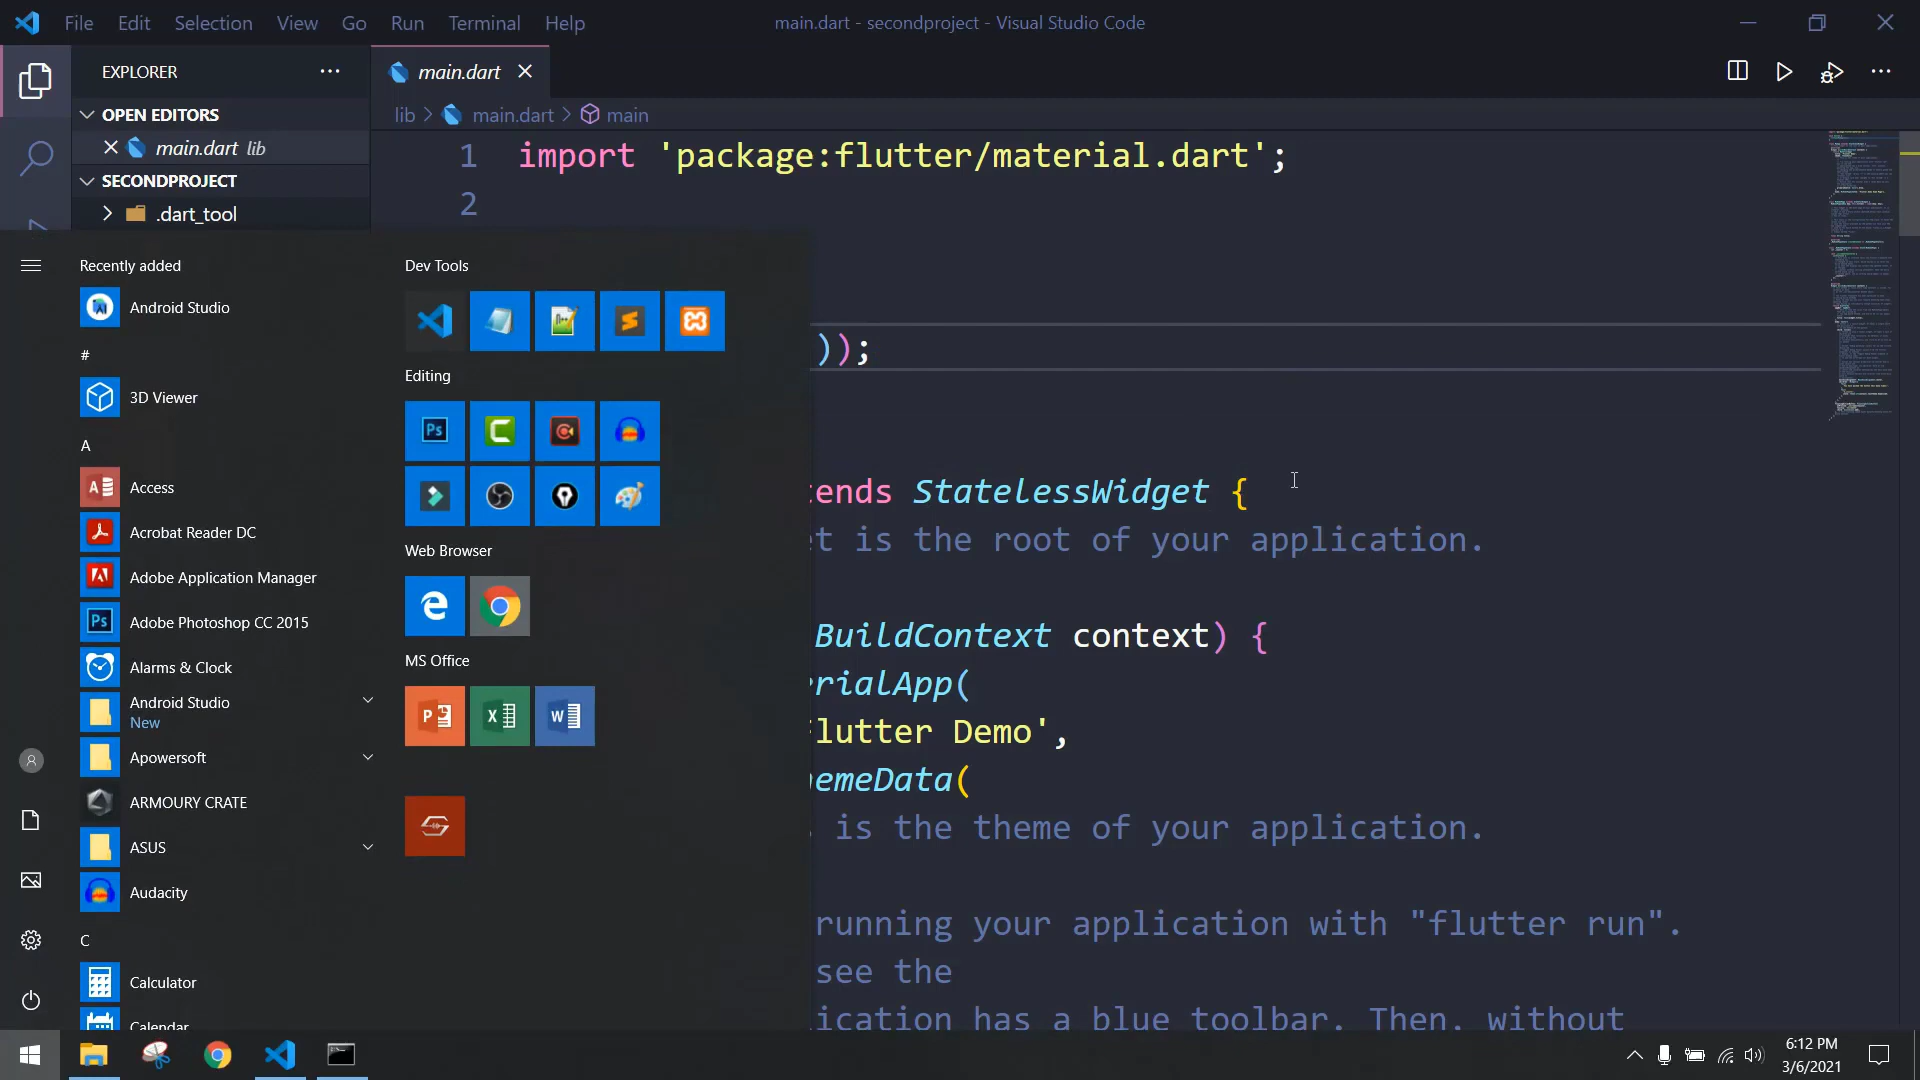 File Edit Selection View Go Run Terminal Help
main.dart - secondproject - Visual Studio Code
EXPLORER
main.dart
OPEN EDITORS
main.dart lib
SECONDPROJECT
.dart_tool
lib > main.dart > main
1 import 'package:flutter/material.dart';
2
));
tends StatelessWidget {
et is the root of your application.
BuildContext context) {
erialApp(
Flutter Demo',
hemeData(
is the theme of your application.
running your application with "flutter run".
see the
ication has a blue toolbar. Then, without
Recently added
Android Studio
#
3D Viewer
A
Access
Acrobat Reader DC
Adobe Application Manager
Adobe Photoshop CC 2015
Alarms & Clock
Android Studio
New
Apowersoft
ARMOURY CRATE
ASUS
Audacity
C
Calculator
Calendar
Dev Tools
Editing
Web Browser
MS Office
6:12 PM
3/6/2021